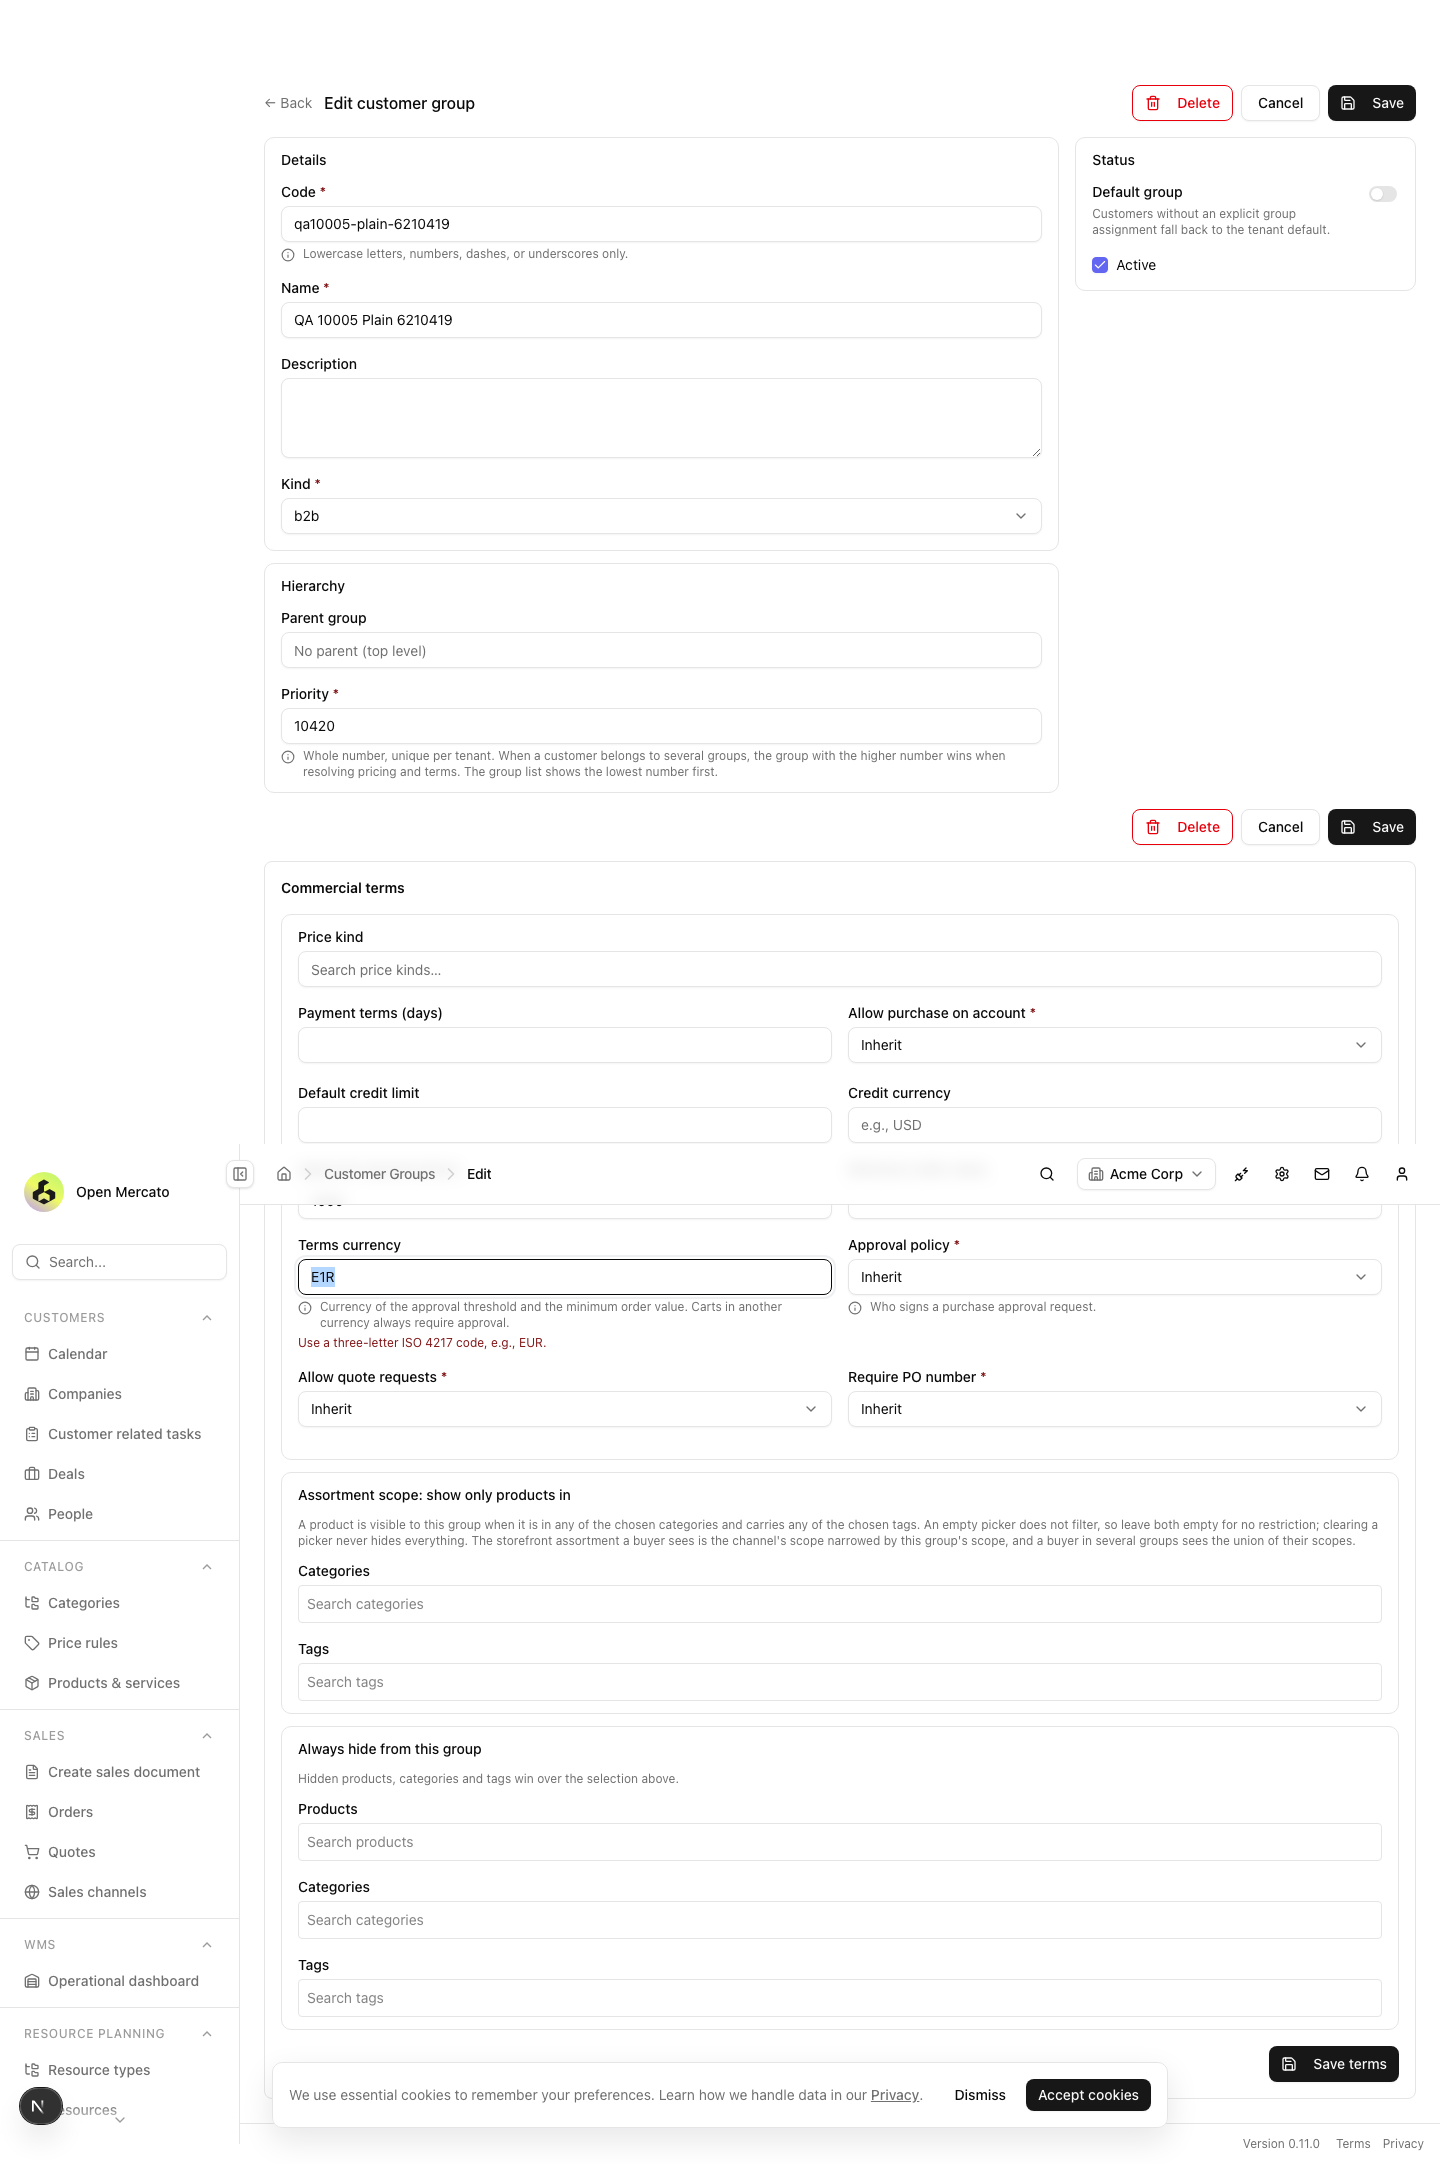 ← Back Edit customer group
Delete Cancel Save
Details
Code *
qa10005-plain-6210419
Lowercase letters, numbers, dashes, or underscores only.
Name *
QA 10005 Plain 6210419
Description
Kind *
b2b
Status
Default group
Customers without an explicit group
assignment fall back to the tenant default.
Active
Hierarchy
Parent group
No parent (top level)
Priority *
10420
Whole number, unique per tenant. When a customer belongs to several groups, the group with the higher number wins when
resolving pricing and terms. The group list shows the lowest number first.
Delete Cancel Save
Commercial terms
Price kind
Search price kinds...
Payment terms (days)
Allow purchase on account *
Inherit
Default credit limit
Credit currency
e.g., USD
Open Mercato
Customer Groups Edit
Acme Corp
Search...
CUSTOMERS
Calendar
Companies
Customer related tasks
Deals
People
CATALOG
Categories
Price rules
Products & services
SALES
Create sales document
Orders
Quotes
Sales channels
WMS
Operational dashboard
RESOURCE PLANNING
Resource types
Terms currency
E1R
Currency of the approval threshold and the minimum order value. Carts in another
currency always require approval.
Use a three-letter ISO 4217 code, e.g., EUR.
Approval policy *
Inherit
Who signs a purchase approval request.
Allow quote requests *
Inherit
Require PO number *
Inherit
Assortment scope: show only products in
A product is visible to this group when it is in any of the chosen categories and carries any of the chosen tags. An empty picker does not filter, so leave both empty for no restriction; clearing a
picker never hides everything. The storefront assortment a buyer sees is the channel's scope narrowed by this group's scope, and a buyer in several groups sees the union of their scopes.
Categories
Search categories
Tags
Search tags
Always hide from this group
Hidden products, categories and tags win over the selection above.
Products
Search products
Categories
Search categories
Tags
Search tags
Save terms
We use essential cookies to remember your preferences. Learn how we handle data in our Privacy.
Dismiss Accept cookies
Version 0.11.0 Terms Privacy